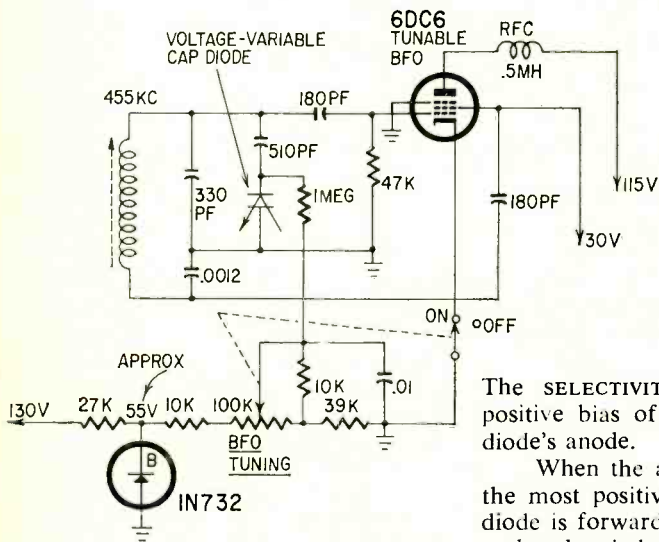 6DC6
TUNABLE
BFO
RFC
.5MH
VOLTAGE-VARIABLE
CAP DIODE
455KC
180PF
510PF
330
PF
1MEG
47K
180PF
115V
30V
.0012
ON
OFF
APPROX
130V
27K
55V
10K
100K
10K
39K
.01
BFO
TUNING
B
IN732
The SELECTIVIT
positive bias of
diode's anode.
When the a
the most positiv
diode is forward